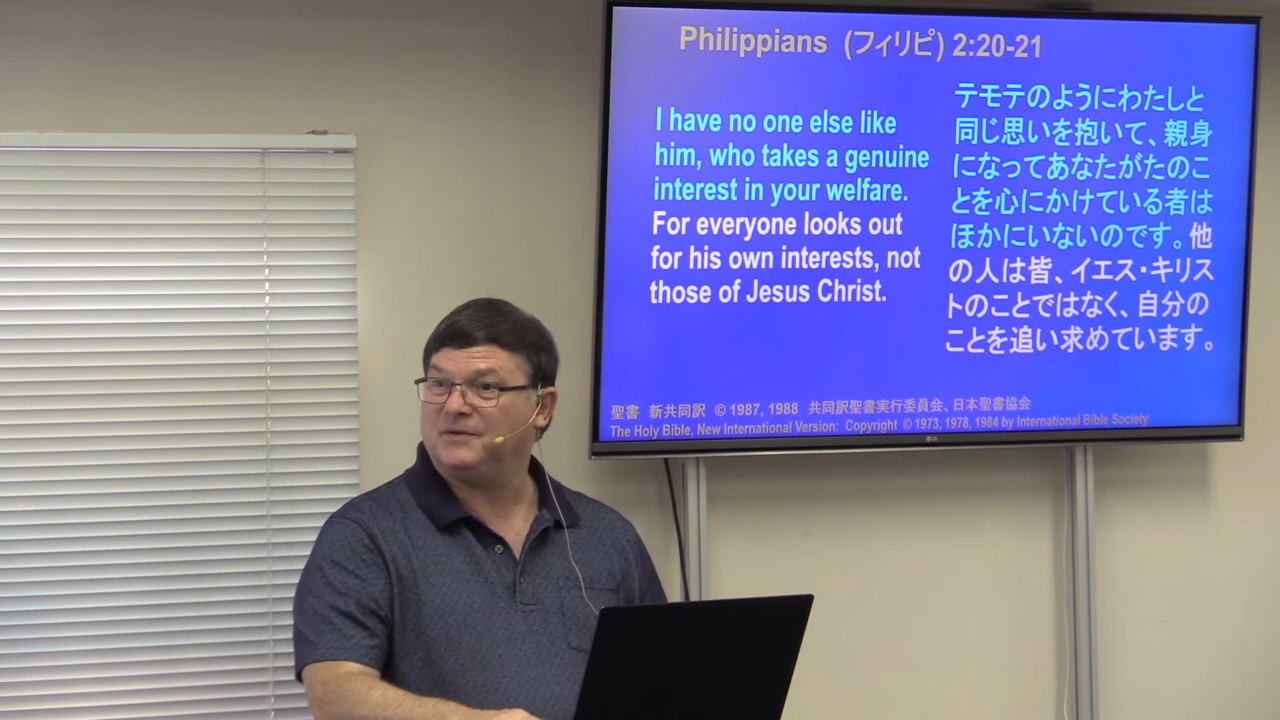 Philippians (フィリピ) 2:20-21
I have no one else like
him, who takes a genuine
interest in your welfare.
For everyone looks out
for his own interests, not
those of Jesus Christ.
テモテのようにわたしと
同じ思いを抱いて、親身
になってあなたがたのこ
とを心にかけている者は
ほかにいないのです。他
の人は皆、イエス・キリス
トのことではなく、自分の
ことを追い求めています。
聖書 新共同訳 © 1987, 1988 共同訳聖書実行委員会、日本聖書協会
The Holy Bible, New International Version: Copyright © 1973, 1978, 1984 by International Bible Society
LG